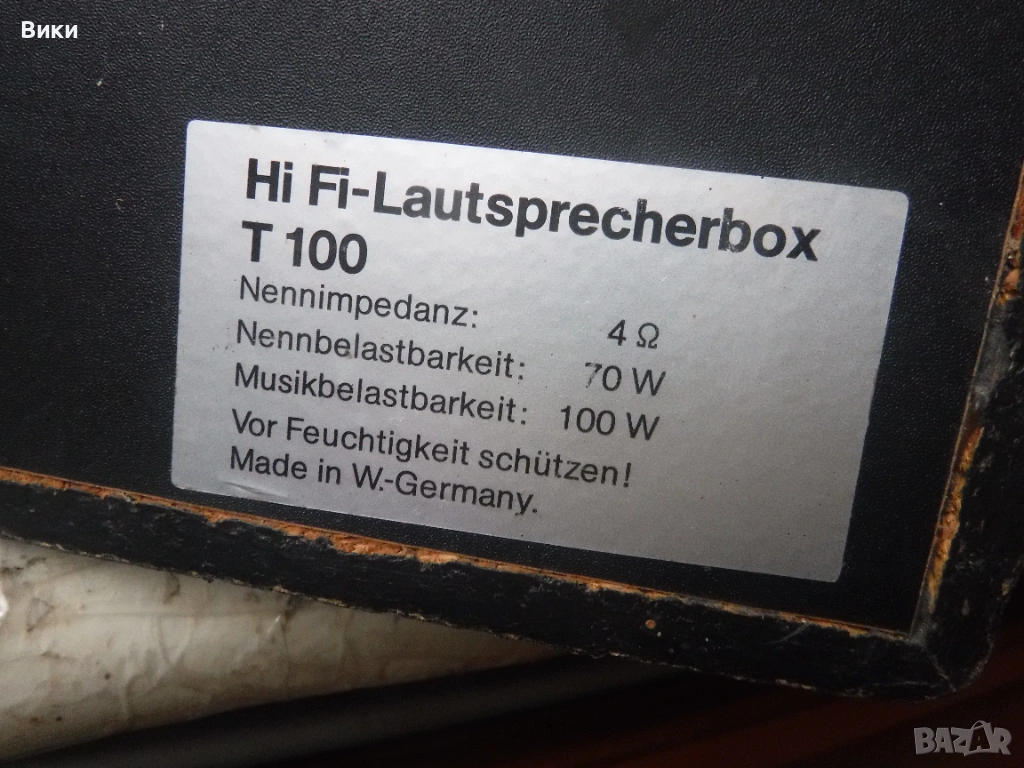 Вики
Hi Fi-Lautsprecherbox
T 100
Nennimpedanz: 4 Ω
Nennbelastbarkeit: 70 W
Musikbelastbarkeit: 100 W
Vor Feuchtigkeit schützen!
Made in W.-Germany.
BAZAR